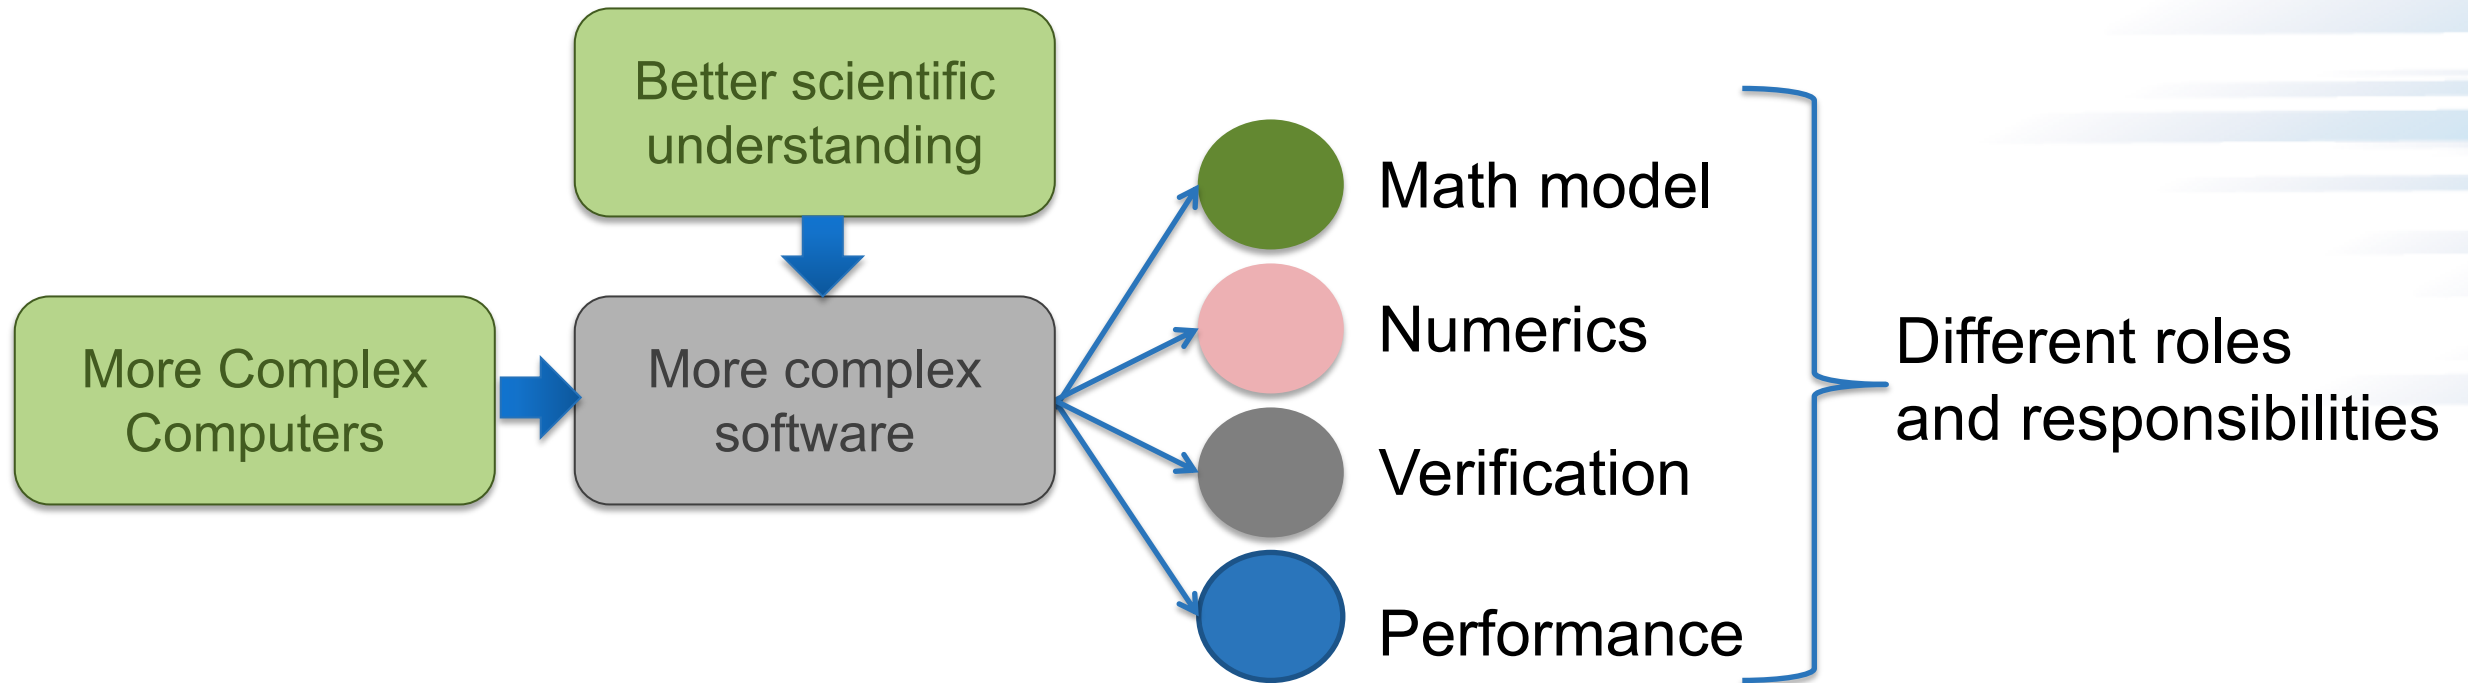 Better scientific
understanding
More Complex
Computers
More complex
software
Math model
Numerics
Verification
Performance
Different roles
and responsibilities